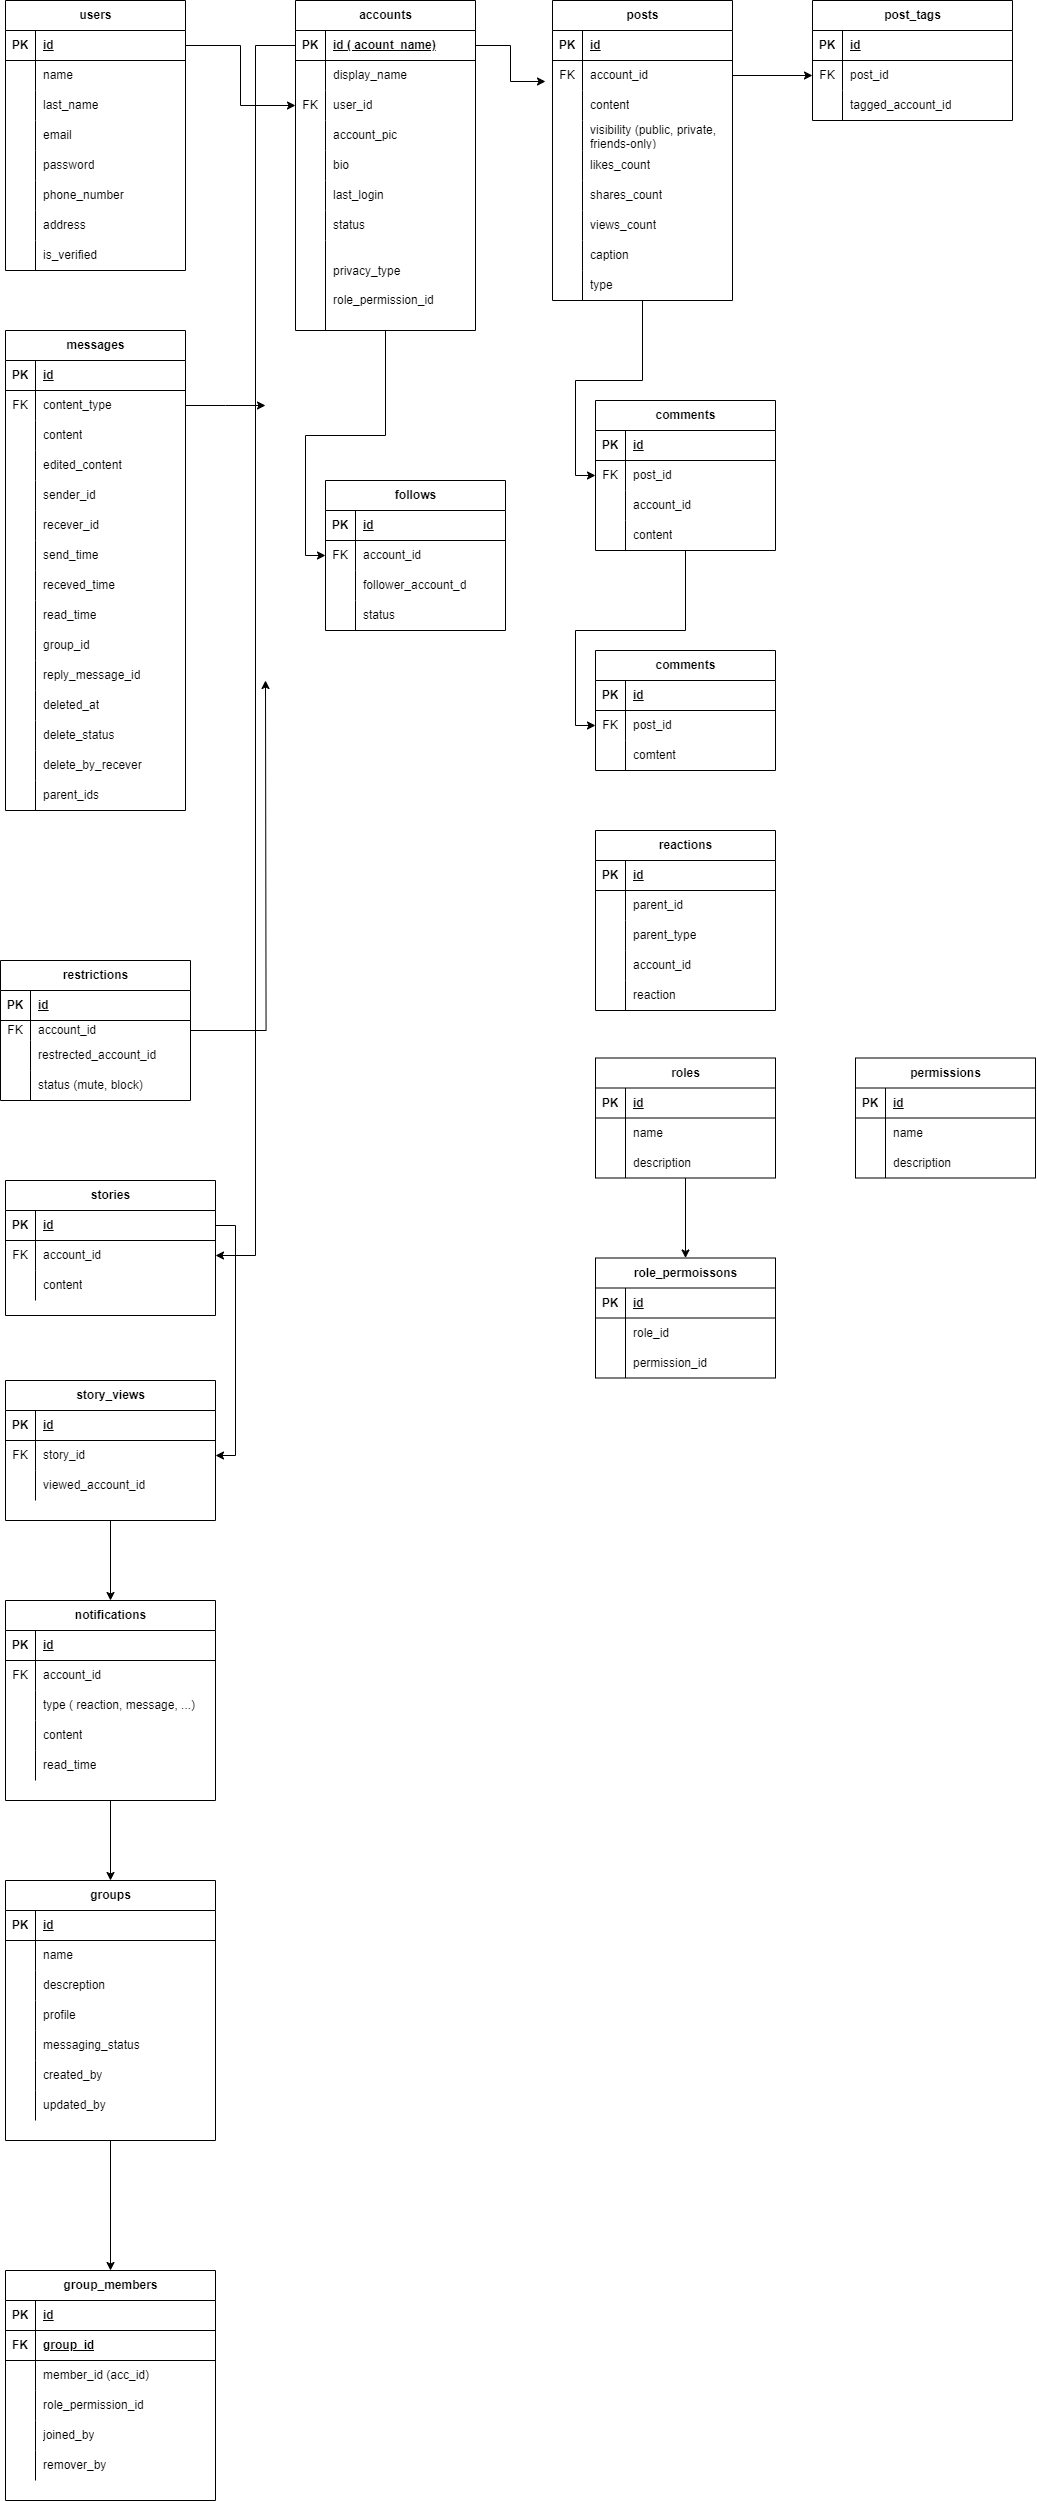 users
PK id
name
last_name
email
password
phone_number
address
is_verified
accounts
PK id ( acount_name)
display_name
FK user_id
account_pic
bio
last_login
status
privacy_type
role_permission_id
posts
PK id
FK account_id
content
visibility (public, private,
friends-only)
likes_count
shares_count
views_count
caption
type
post_tags
PK id
FK post_id
tagged_account_id
messages
PK id
FK content_type
content
edited_content
sender_id
recever_id
send_time
receved_time
read_time
group_id
reply_message_id
deleted_at
delete_status
delete_by_recever
parent_ids
follows
PK id
FK account_id
follower_account_d
status
comments
PK id
FK post_id
account_id
content
comments
PK id
FK post_id
comtent
reactions
PK id
parent_id
parent_type
account_id
reaction
restrictions
PK id
FK account_id
restrected_account_id
status (mute, block)
roles
PK id
name
description
permissions
PK id
name
description
role_permoissons
PK id
role_id
permission_id
stories
PK id
FK account_id
content
story_views
PK id
FK story_id
viewed_account_id
notifications
PK id
FK account_id
type ( reaction, message, ...)
content
read_time
groups
PK id
name
descreption
profile
messaging_status
created_by
updated_by
group_members
PK id
FK group_id
member_id (acc_id)
role_permission_id
joined_by
remover_by